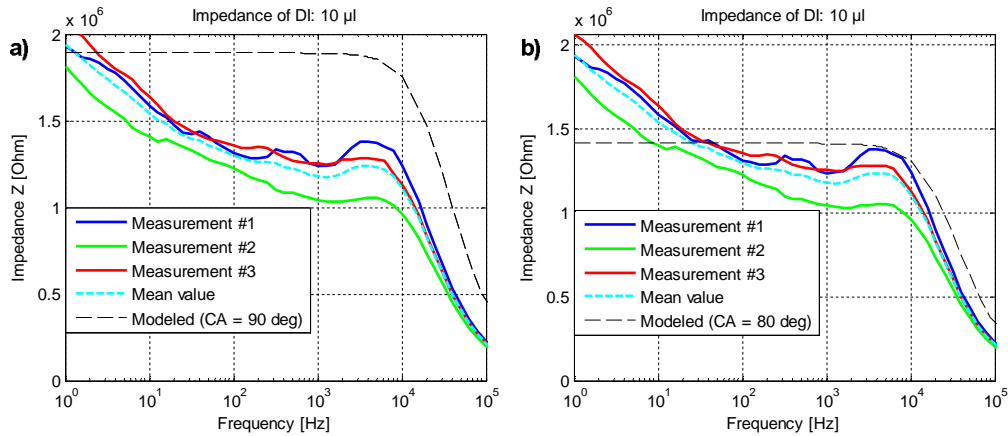 a)
x 10^6
Impedance of DI: 10 µl
2
1.5
1
0.5
0
Impedance Z [Ohm]
Measurement #1
Measurement #2
Measurement #3
Mean value
Modeled (CA = 90 deg)
10^0 10^1 10^2 10^3 10^4 10^5
Frequency [Hz]
b)
x 10^6
Impedance of DI: 10 µl
2
1.5
1
0.5
0
Impedance Z [Ohm]
Measurement #1
Measurement #2
Measurement #3
Mean value
Modeled (CA = 80 deg)
10^0 10^1 10^2 10^3 10^4 10^5
Frequency [Hz]